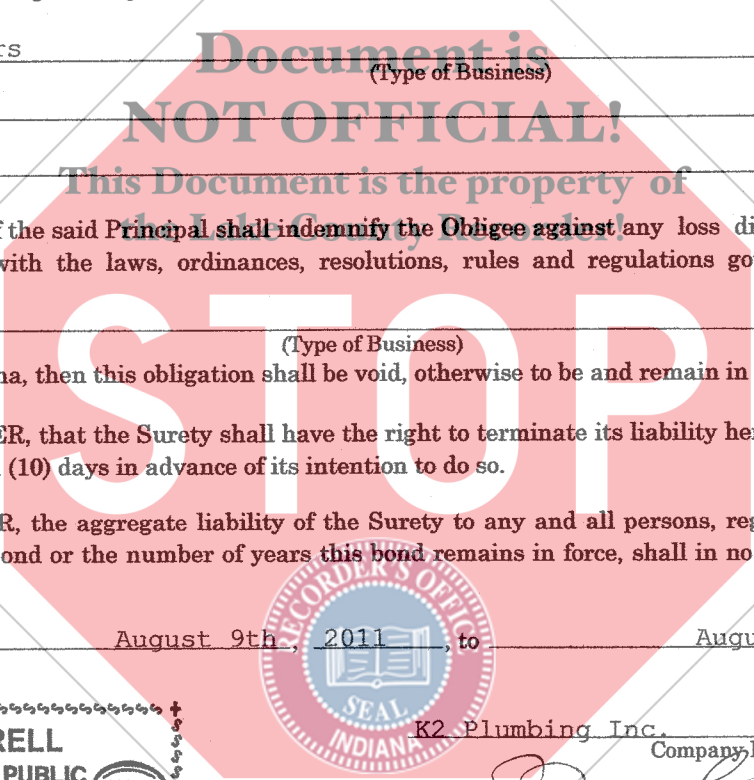 rs
Document is
(Type of Business)
NOT OFFICIAL!
This Document is the property of
the Lake County Recorder!
the said Principal shall indemnify the Obligee against any loss di
with the laws, ordinances, resolutions, rules and regulations go
STOP
(Type of Business)
na, then this obligation shall be void, otherwise to be and remain in
ER, that the Surety shall have the right to terminate its liability her
(10) days in advance of its intention to do so.
R, the aggregate liability of the Surety to any and all persons, reg
ond or the number of years this bond remains in force, shall in no
August 9th, 2011, to Augu
RECORDER'S OFFICE
SEAL
INDIANA
K2 Plumbing Inc.
Company
RELL
PUBLIC